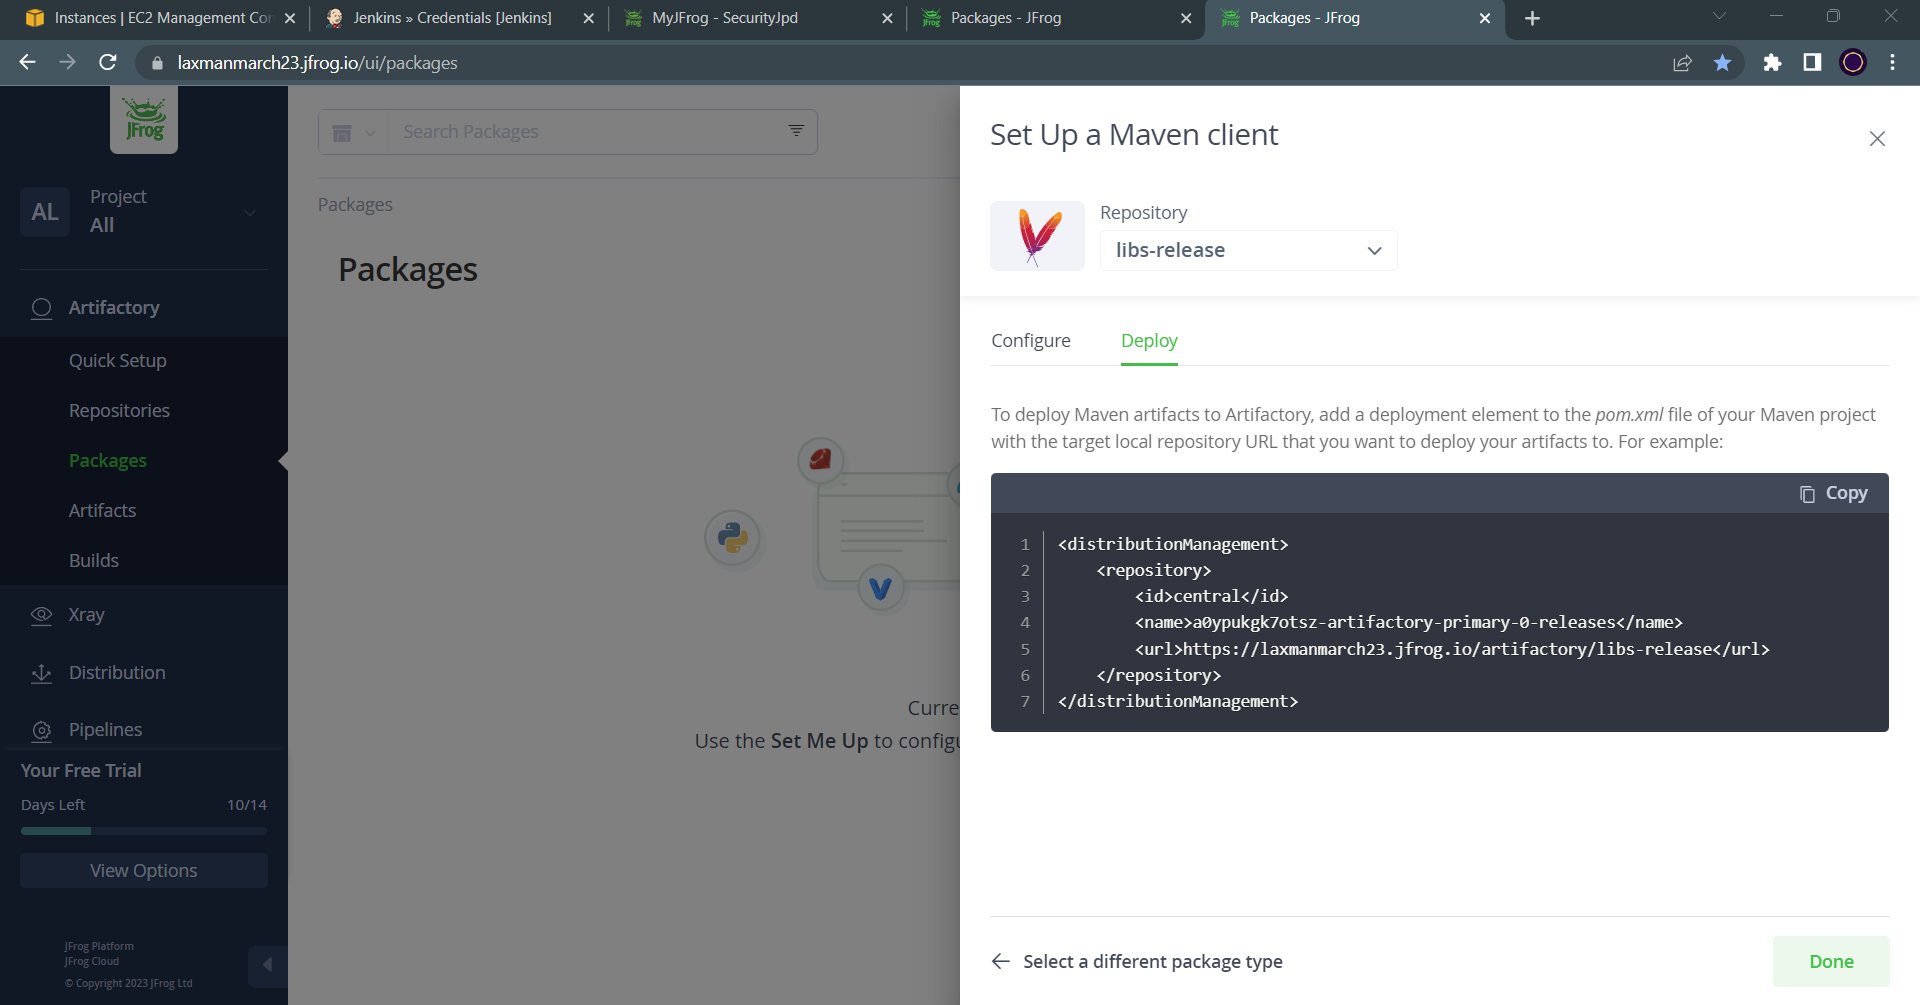 Instances | EC2 Management Con
Jenkins » Credentials [Jenkins]
MyJFrog - SecurityJpd
Packages - JFrog
Packages - JFrog
laxmanmarch23.jfrog.io/ui/packages
JFrog
Search Packages
AL
Project
All
Packages
Packages
Artifactory
Quick Setup
Repositories
Packages
Artifacts
Builds
Xray
Distribution
Pipelines
Your Free Trial
Days Left 10/14
View Options
JFrog Platform
JFrog Cloud
© Copyright 2023 JFrog Ltd
Curre
Use the Set Me Up to configu
Set Up a Maven client
Repository
libs-release
Configure
Deploy
To deploy Maven artifacts to Artifactory, add a deployment element to the pom.xml file of your Maven project
with the target local repository URL that you want to deploy your artifacts to. For example:
Copy
1 <distributionManagement>
2 <repository>
3 <id>central</id>
4 <name>a0ypukgk7otsz-artifactory-primary-0-releases</name>
5 <url>https://laxmanmarch23.jfrog.io/artifactory/libs-release</url>
6 </repository>
7 </distributionManagement>
Select a different package type
Done